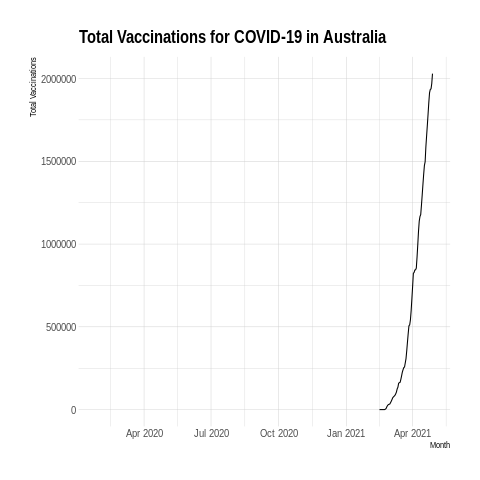 Total Vaccinations for COVID-19 in Australia
Total Vaccinations
2000000
1500000
1000000
500000
0
Apr 2020 Jul 2020 Oct 2020 Jan 2021 Apr 2021
Month